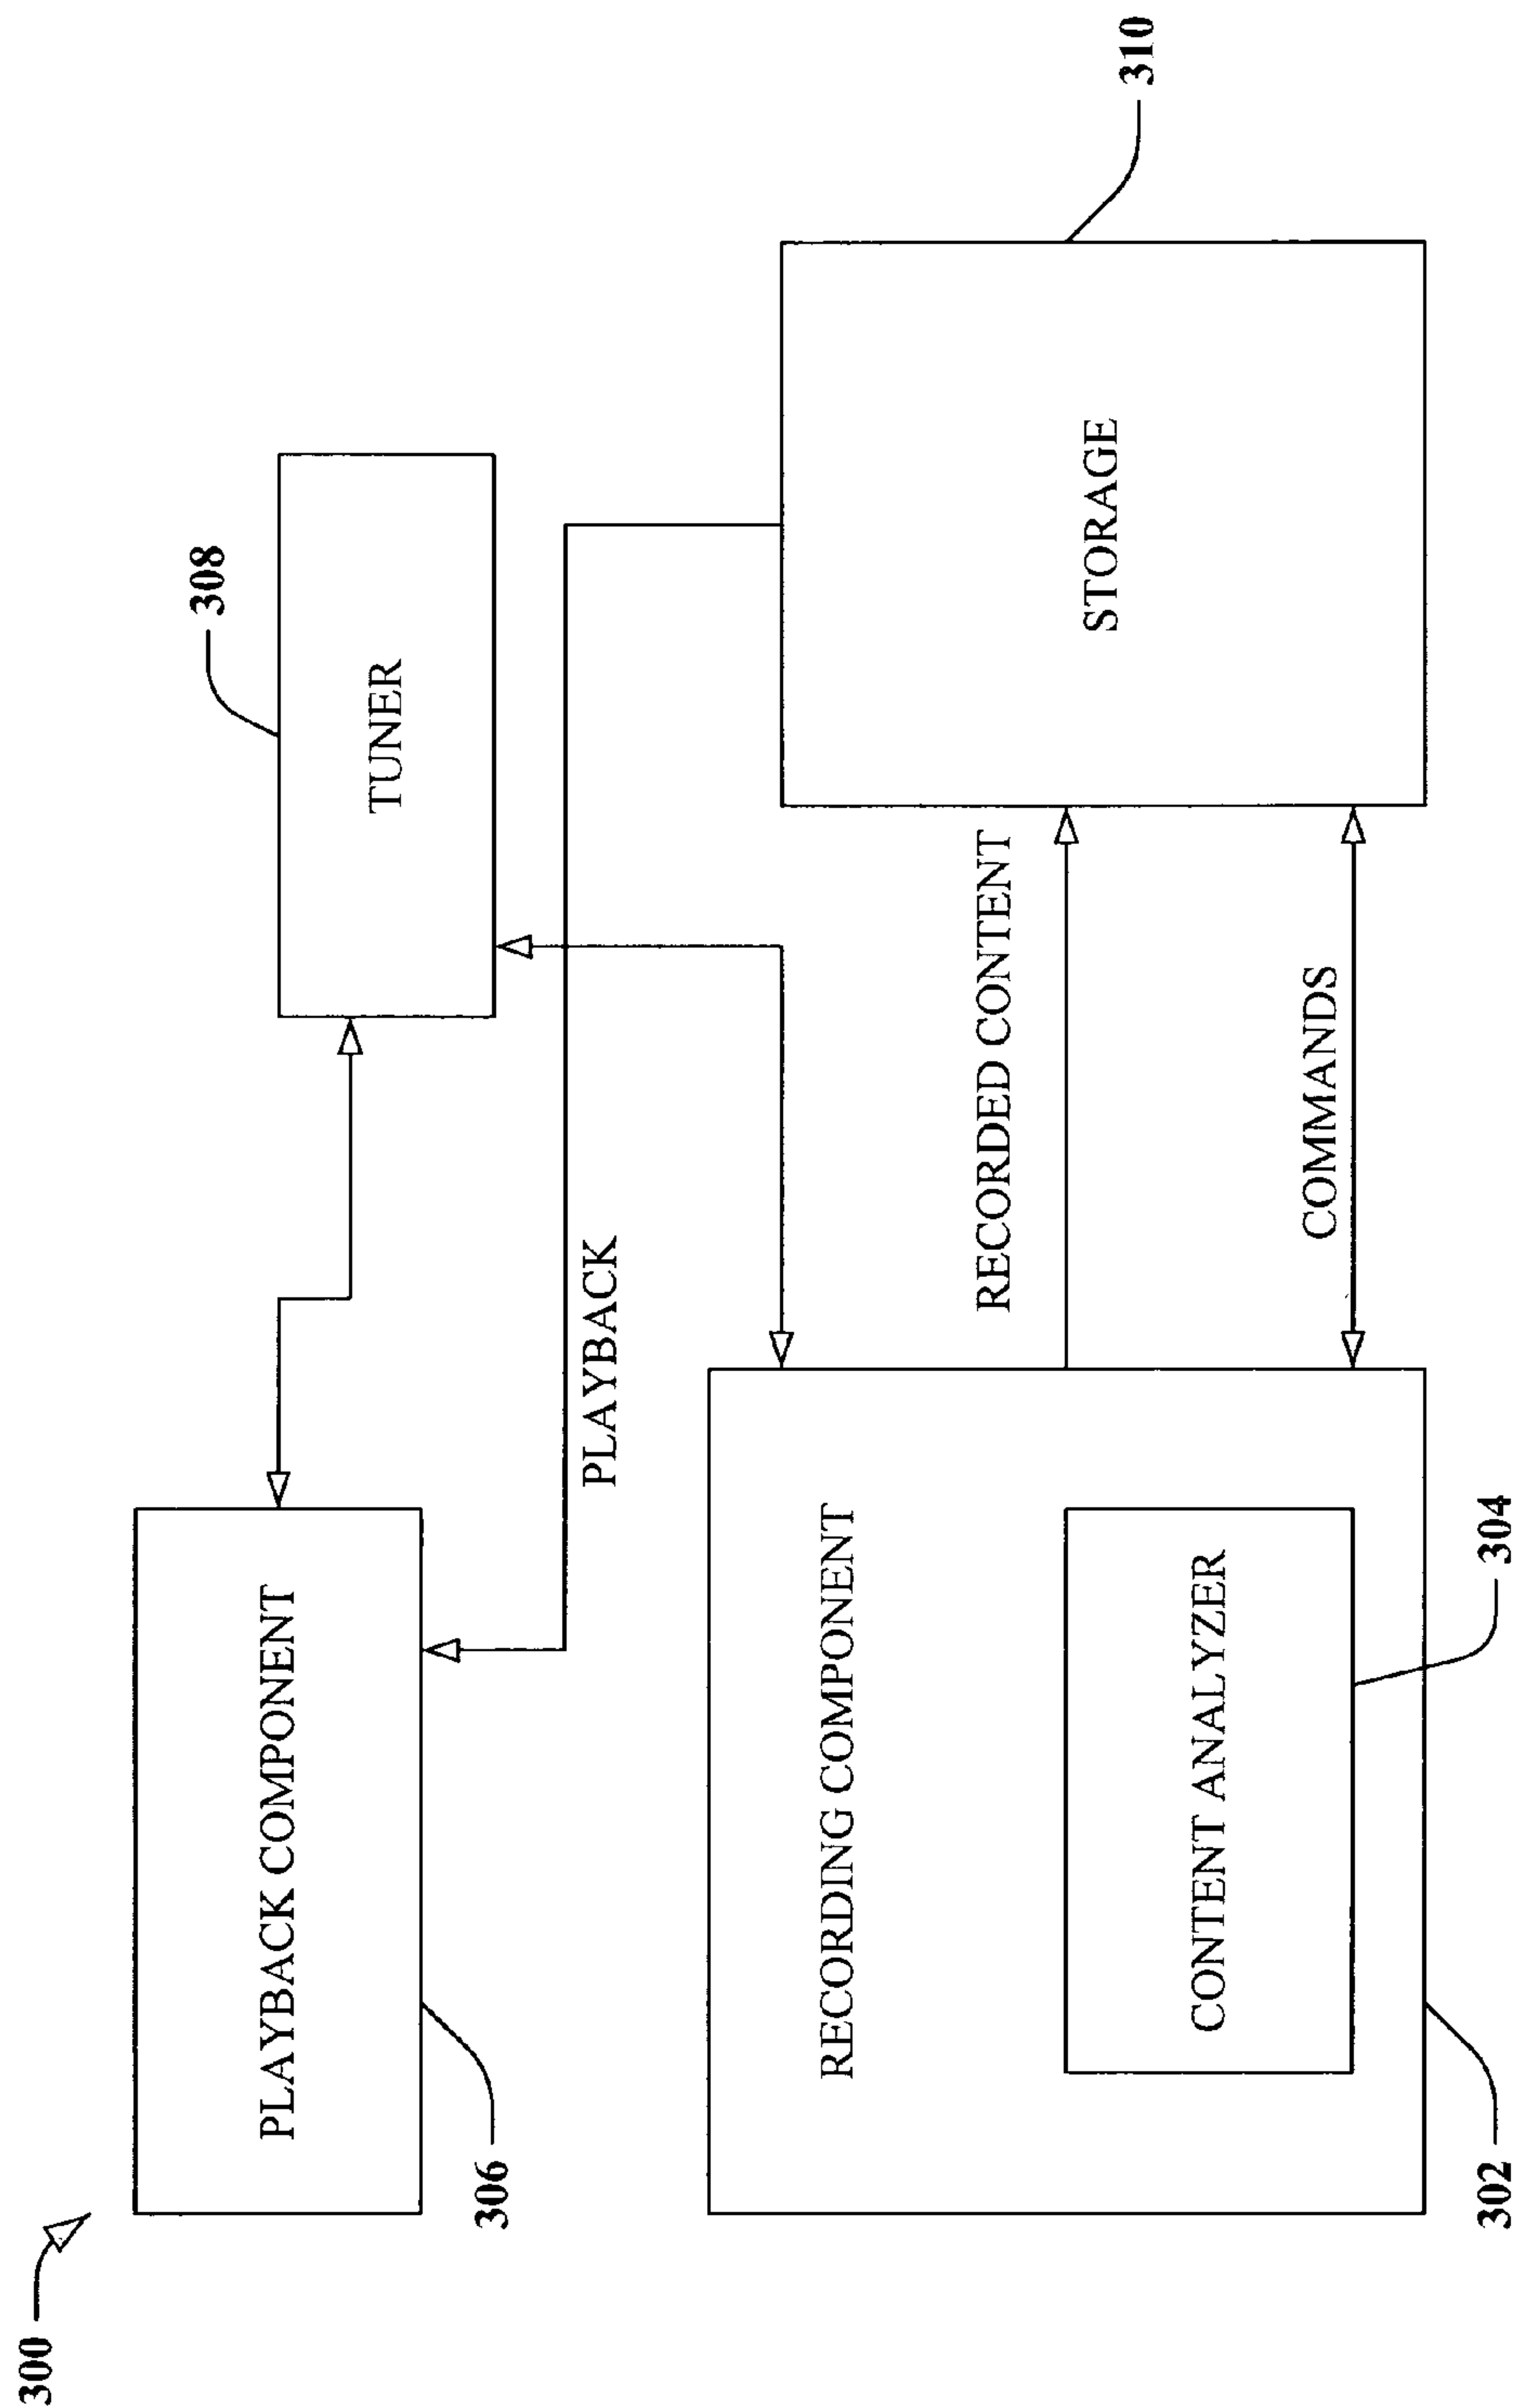 300
PLAYBACK COMPONENT
306
TUNER
308
PLAYBACK
RECORDING COMPONENT
CONTENT ANALYZER
304
302
RECORDED CONTENT
COMMANDS
STORAGE
310